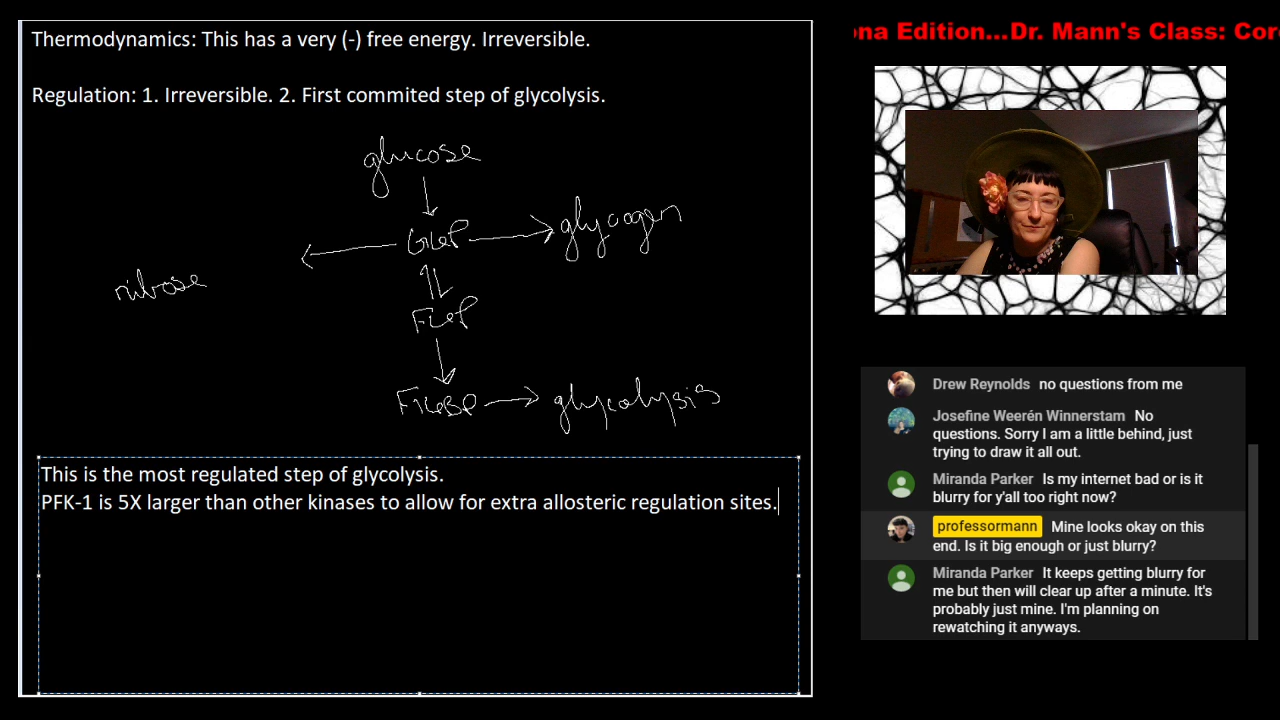 Thermodynamics: This has a very (-) free energy. Irreversible.
Regulation: 1. Irreversible. 2. First commited step of glycolysis.
glucose
G6P
glycogen
ribose
F6P
F16BP
glycolysis
This is the most regulated step of glycolysis.
PFK-1 is 5X larger than other kinases to allow for extra allosteric regulation sites.
ona Edition...Dr. Mann's Class: Cor
Drew Reynolds no questions from me
Josefine Weerén Winnerstam No
questions. Sorry I am a little behind, just
trying to draw it all out.
Miranda Parker Is my internet bad or is it
blurry for y'all too right now?
professormann Mine looks okay on this
end. Is it big enough or just blurry?
Miranda Parker It keeps getting blurry for
me but then will clear up after a minute. It's
probably just mine. I'm planning on
rewatching it anyways.